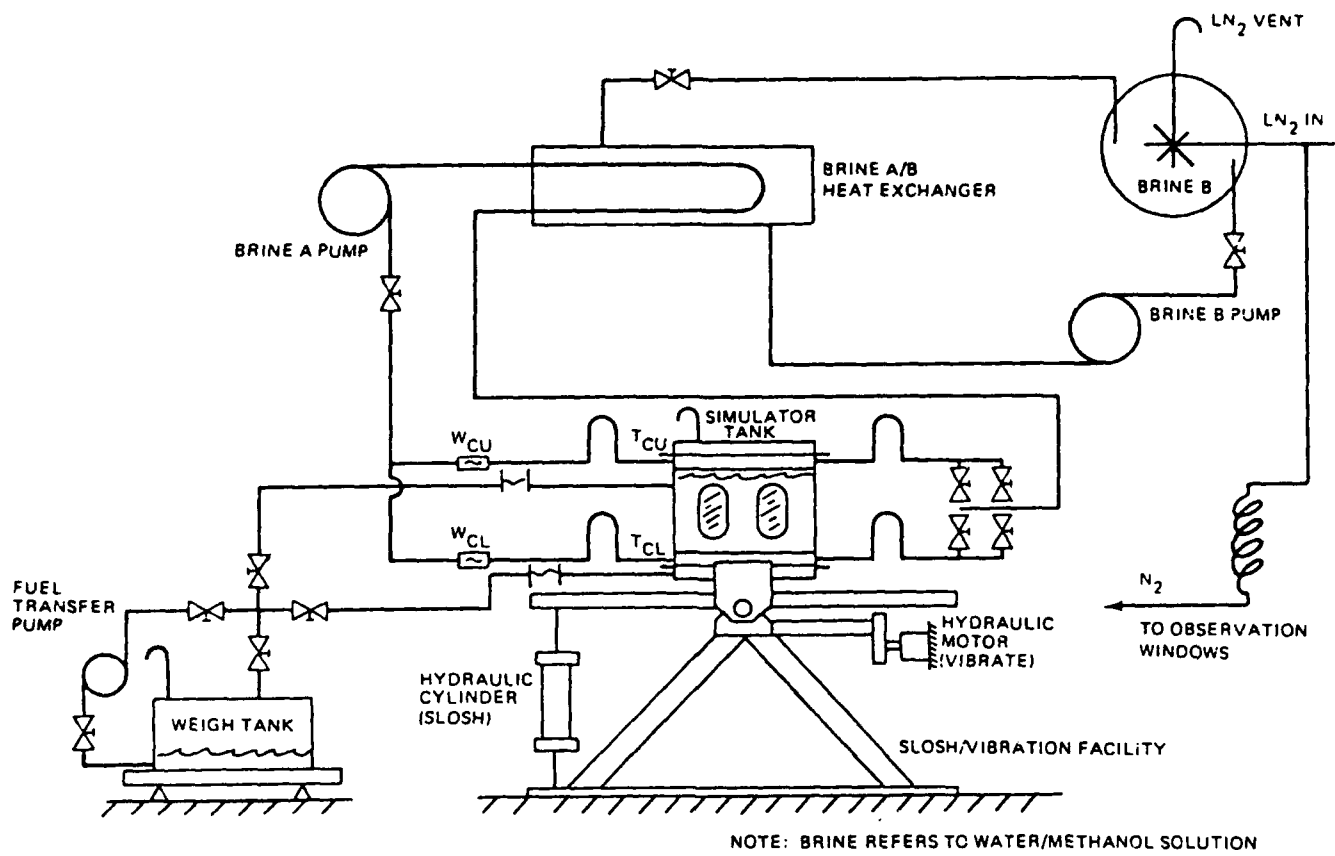 LN2 VENT
LN2 IN
BRINE B
BRINE A/B
HEAT EXCHANGER
BRINE A PUMP
BRINE B PUMP
SIMULATOR
TANK
WCU
TCU
WCL
TCL
FUEL
TRANSFER
PUMP
N2
TO OBSERVATION
WINDOWS
HYDRAULIC
MOTOR
(VIBRATE)
HYDRAULIC
CYLINDER
(SLOSH)
WEIGH TANK
SLOSH/VIBRATION FACILITY
NOTE: BRINE REFERS TO WATER/METHANOL SOLUTION